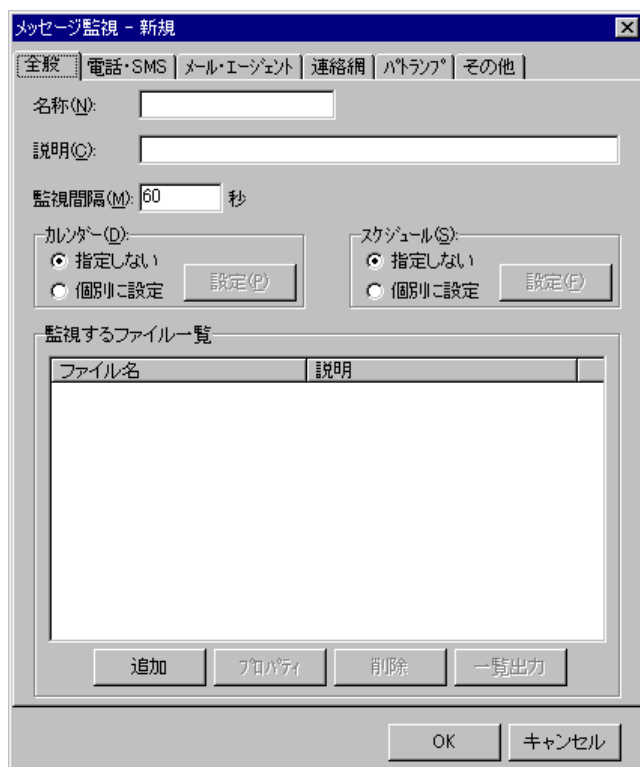 メッセージ監視 - 新規
全般 電話・SMS ﾒｰﾙ・ｴｰｼﾞｪﾝﾄ 連絡網 ﾊﾟﾄﾗﾝﾌﾟ その他
名称(N):
説明(C):
監視間隔(M): 60 秒
ｶﾚﾝﾀﾞｰ(D): ｽｹｼﾞｭｰﾙ(S):
指定しない 指定しない
個別に設定 設定(P) 個別に設定 設定(F)
監視するファイル一覧
ファイル名 説明
追加 ﾌﾟﾛﾊﾟﾃｨ 削除 一覧出力
OK キャンセル